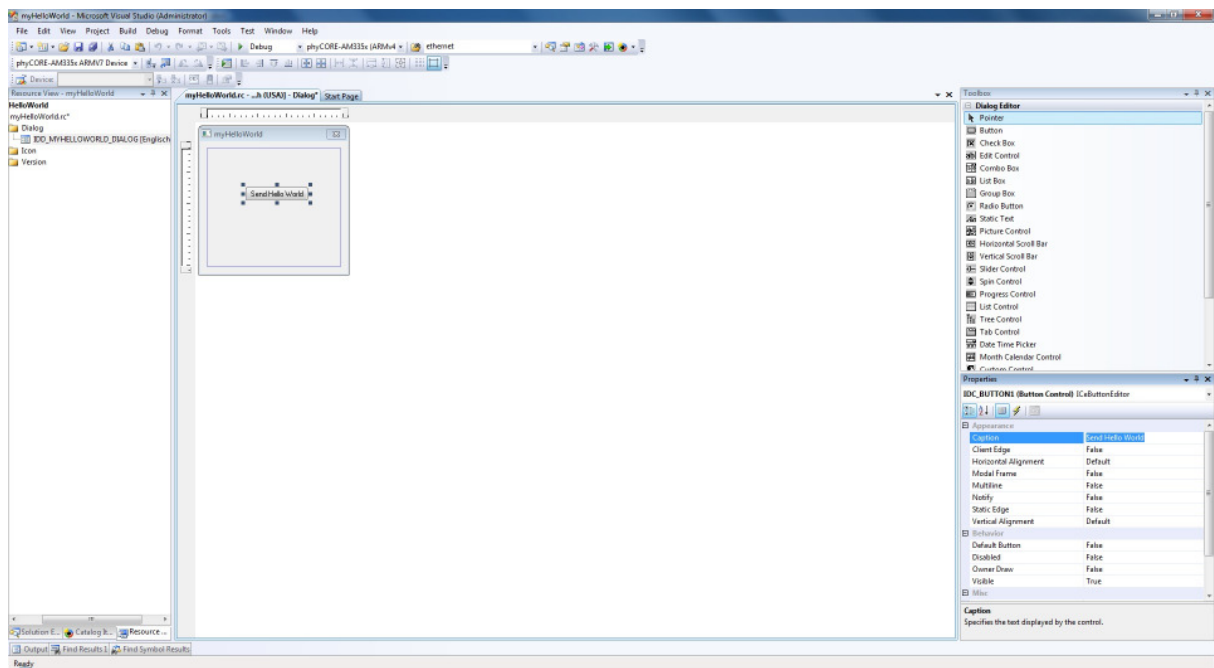 myHelloWorld - Microsoft Visual Studio (Administrator)
File Edit View Project Build Debug Format Tools Test Window Help
Debug phyCORE-AM335x (ARMv4 ethernet
phyCORE-AM335x ARMV7 Device
Device:
Resource View - myHelloWorld
HelloWorld
myHelloWorld.rc*
Dialog
IDD_MYHELLOWORLD_DIALOG [Englisch
Icon
Version
myHelloWorld.rc - ...h (USA)] - Dialog* Start Page
myHelloWorld
Send Hello World
Toolbox
Dialog Editor
Pointer
Button
Check Box
Edit Control
Combo Box
List Box
Group Box
Radio Button
Static Text
Picture Control
Horizontal Scroll Bar
Vertical Scroll Bar
Slider Control
Spin Control
Progress Control
List Control
Tree Control
Tab Control
Date Time Picker
Month Calendar Control
Custom Control
Properties
IDC_BUTTON1 (Button Control) ICeButtonEditor
Appearance
Caption Send Hello World
Client Edge False
Horizontal Alignment Default
Modal Frame False
Multiline False
Notify False
Static Edge False
Vertical Alignment Default
Behavior
Default Button False
Disabled False
Owner Draw False
Visible True
Misc
Caption
Specifies the text displayed by the control.
Solution E... Catalog It... Resource ...
Output Find Results 1 Find Symbol Results
Ready